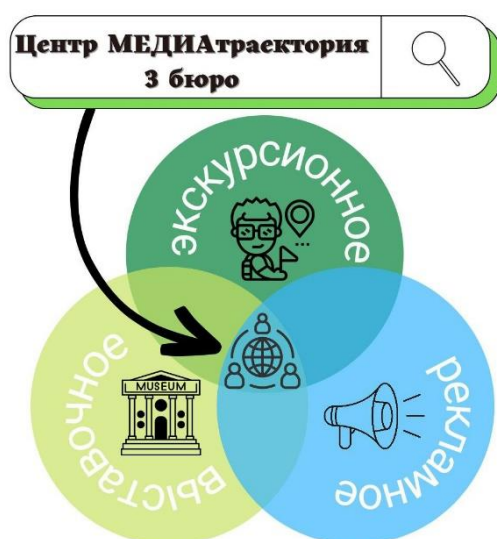 Центр МЕДИАтраектория
3 бюро
экскурсионное
выставочное
MUSEUM
рекламное